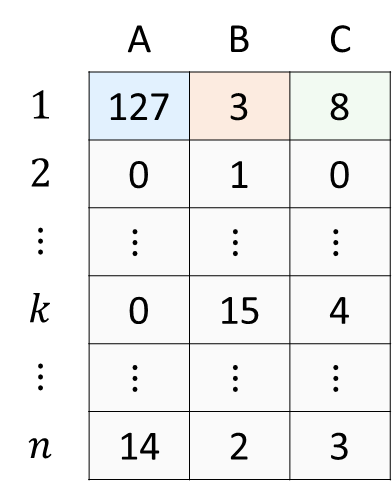 A B C
1 127 3 8
2 0 1 0
⋮ ⋮ ⋮ ⋮
k 0 15 4
⋮ ⋮ ⋮ ⋮
n 14 2 3